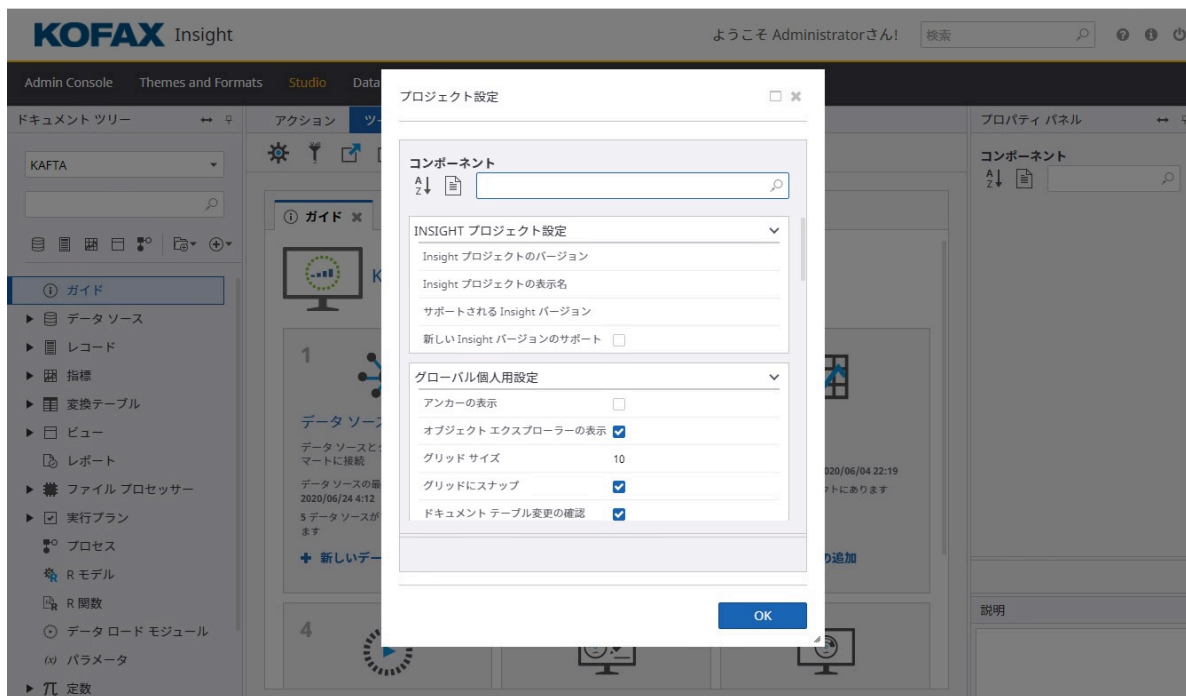 KOFAX Insight
ようこそ Administratorさん!
検索
Admin Console Themes and Formats Studio Data
ドキュメント ツリー
KAFTA
ガイド
データ ソース
レコード
指標
変換テーブル
ビュー
レポート
ファイル プロセッサー
実行プラン
プロセス
R モデル
R 関数
データ ロード モジュール
(x) パラメータ
π 定数
アクション
ガイド
K
1
データ ソー
データ ソースと
マートに接続
データ ソースの最
2020/06/24 4:12
5 データ ソースが
ます
新しいデー
4
プロジェクト設定
コンポーネント
INSIGHT プロジェクト設定
Insight プロジェクトのバージョン
Insight プロジェクトの表示名
サポートされる Insight バージョン
新しい Insight バージョンのサポート
グローバル個人用設定
アンカーの表示
オブジェクト エクスプローラーの表示
グリッド サイズ 10
グリッドにスナップ
ドキュメント テーブル変更の確認
OK
020/06/04 22:19
クトにあります
の追加
プロパティ パネル
コンポーネント
説明